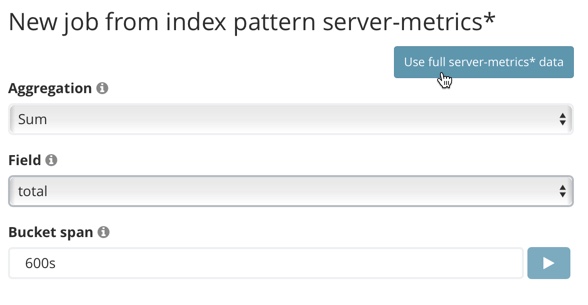 New job from index pattern server-metrics*
Use full server-metrics* data
Aggregation
Sum
Field
total
Bucket span
600s